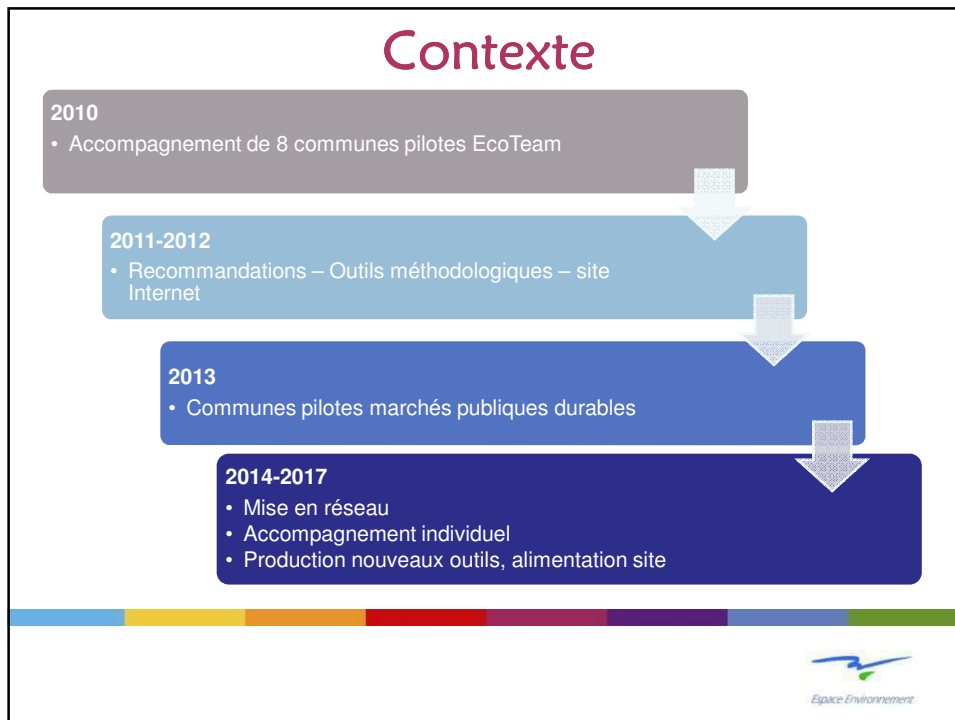 Contexte
2010
• Accompagnement de 8 communes pilotes EcoTeam
2011-2012
• Recommandations – Outils méthodologiques – site
Internet
2013
• Communes pilotes marchés publiques durables
2014-2017
• Mise en réseau
• Accompagnement individuel
• Production nouveaux outils, alimentation site
Espace Environnement